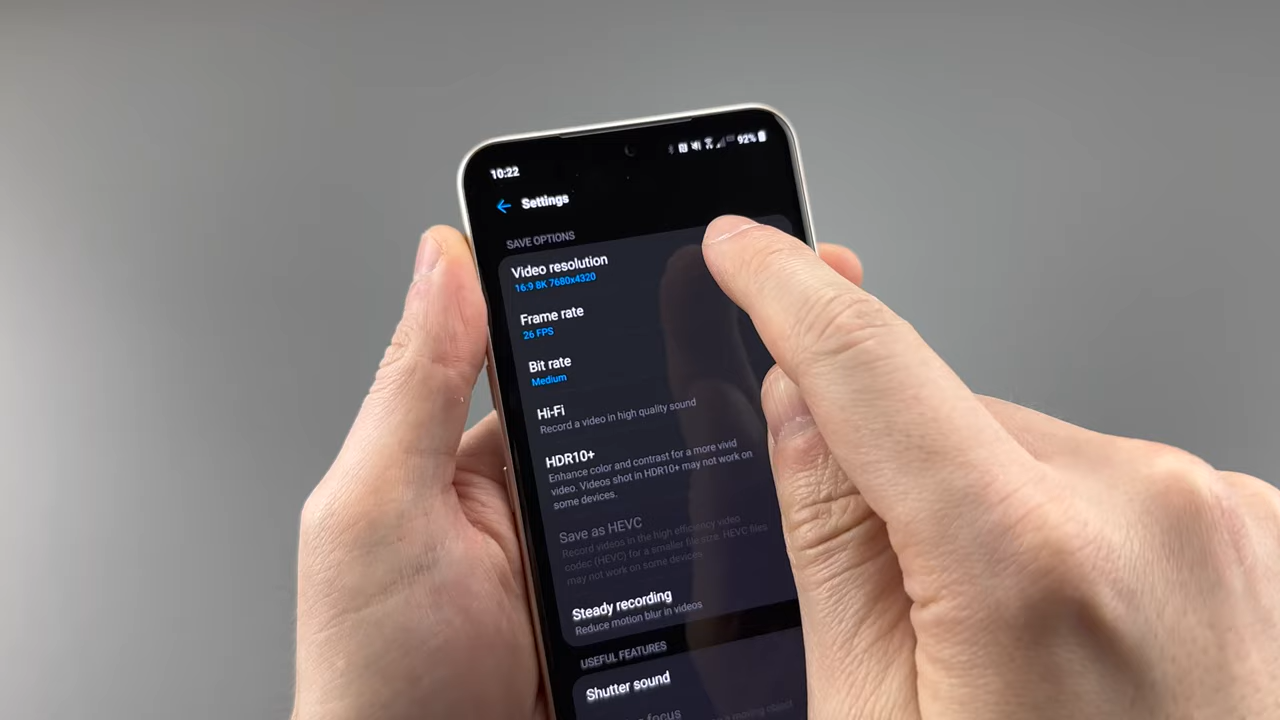 10:22
92%
Settings
SAVE OPTIONS
Video resolution
16:9 8K 7680x4320
Frame rate
26 FPS
Bit rate
Medium
Hi-Fi
Record a video in high quality sound
HDR10+
Enhance color and contrast for a more vivid
video. Videos shot in HDR10+ may not work on
some devices.
Save as HEVC
Record videos in the high efficiency video
codec (HEVC) for a smaller file size. HEVC files
may not work on some devices
Steady recording
Reduce motion blur in videos
USEFUL FEATURES
Shutter sound
focus
a moving object